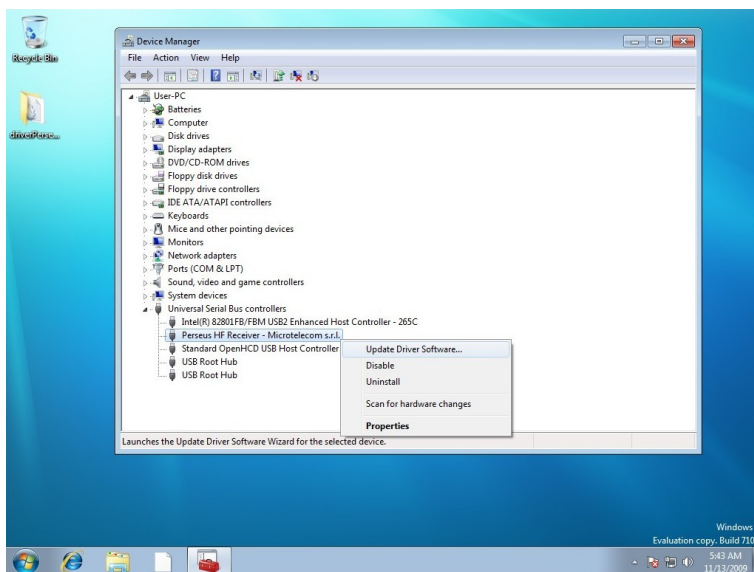 Recycle Bin
driverPerse...
Device Manager
File Action View Help
User-PC
Batteries
Computer
Disk drives
Display adapters
DVD/CD-ROM drives
Floppy disk drives
Floppy drive controllers
IDE ATA/ATAPI controllers
Keyboards
Mice and other pointing devices
Monitors
Network adapters
Ports (COM & LPT)
Sound, video and game controllers
System devices
Universal Serial Bus controllers
Intel(R) 82801FB/FBM USB2 Enhanced Host Controller - 265C
Perseus HF Receiver - Microtelecom s.r.l.
Standard OpenHCD USB Host Controller
USB Root Hub
USB Root Hub
Update Driver Software...
Disable
Uninstall
Scan for hardware changes
Properties
Launches the Update Driver Software Wizard for the selected device.
Windows
Evaluation copy. Build 710
5:43 AM
11/13/2009